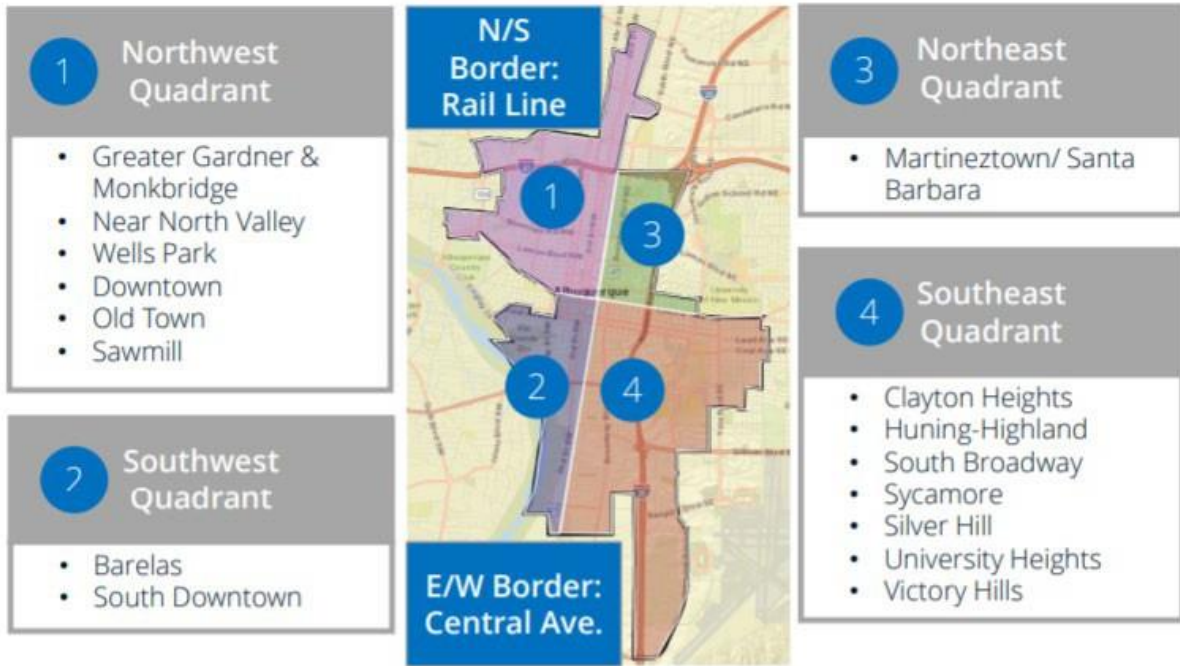 1
Northwest
Quadrant
• Greater Gardner &
Monkbridge
• Near North Valley
• Wells Park
• Downtown
• Old Town
• Sawmill
2
Southwest
Quadrant
• Barelas
• South Downtown
N/S
Border:
Rail Line
1
3
Albuquerque
2
4
E/W Border:
Central Ave.
3
Northeast
Quadrant
• Martineztown/ Santa
Barbara
4
Southeast
Quadrant
• Clayton Heights
• Huning-Highland
• South Broadway
• Sycamore
• Silver Hill
• University Heights
• Victory Hills